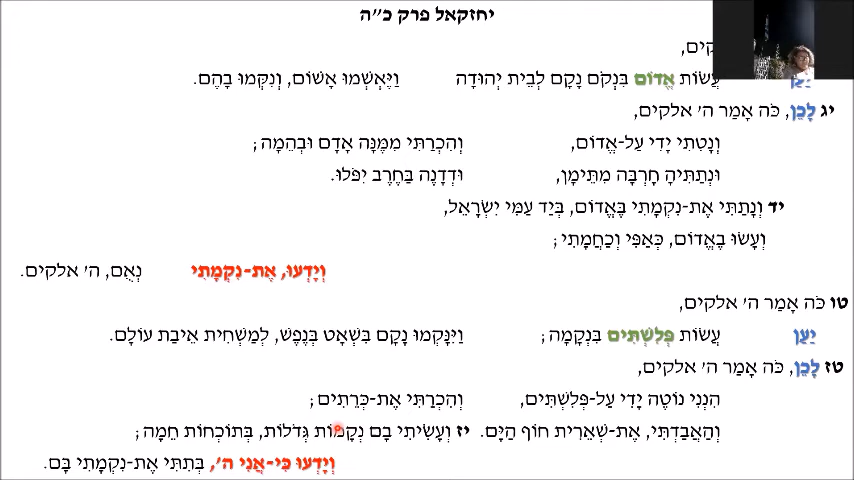 יחזקאל פרק כ"ה
עֲשׂוֹת אֱדוֹם בִּנְקֹם נָקָם לְבֵית יְהוּדָה וַיֶּאְשְׁמוּ אָשׁוֹם, וְנִקְּמוּ בָהֶם.
יג לָכֵן, כֹּה אָמַר ה' אלקים,
וְנָטִתִי יָדִי עַל-אֱדוֹם, וְהִכְרַתִּי מִמֶּנָּה אָדָם וּבְהֵמָה;
וּנְתַתִּיהָ חָרְבָּה מִתֵּימָן, וּדְדָנֶה בַּחֶרֶב יִפֹּלוּ.
יד וְנָתַתִּי אֶת-נִקְמָתִי בֶּאֱדוֹם, בְּיַד עַמִּי יִשְׂרָאֵל,
וְעָשׂוּ בֶאֱדוֹם, כְּאַפִּי וְכַחֲמָתִי;
וְיָדְעוּ, אֶת-נִקְמָתִי נְאֻם, ה' אלקים.
טו כֹּה אָמַר ה' אלקים,
יַעַן עֲשׂוֹת פְּלִשְׁתִּים בִּנְקָמָה; וַיִּנָּקְמוּ נָקָם בִּשְׁאָט בְּנֶפֶשׁ, לְמַשְׁחִית אֵיבַת עוֹלָם.
טז לָכֵן, כֹּה אָמַר ה' אלקים,
הִנְנִי נוֹטֶה יָדִי עַל-פְּלִשְׁתִּים, וְהִכְרַתִּי אֶת-כְּרֵתִים;
וְהַאֲבַדְתִּי, אֶת-שְׁאֵרִית חוֹף הַיָּם. יז וְעָשִׂיתִי בָם נְקָמוֹת גְּדֹלוֹת, בְּתוֹכְחוֹת חֵמָה;
וְיָדְעוּ כִּי-אֲנִי ה', בְּתִתִּי אֶת-נִקְמָתִי בָּם.